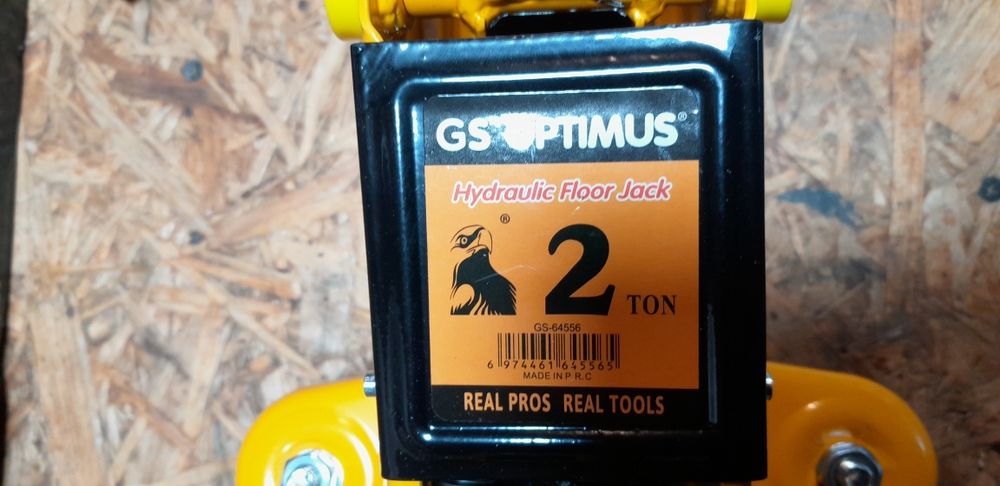 GS OPTIMUS®
Hydraulic Floor Jack
®
2 TON
GS-64556
6 974461 645565
MADE IN P.R.C
REAL PROS REAL TOOLS